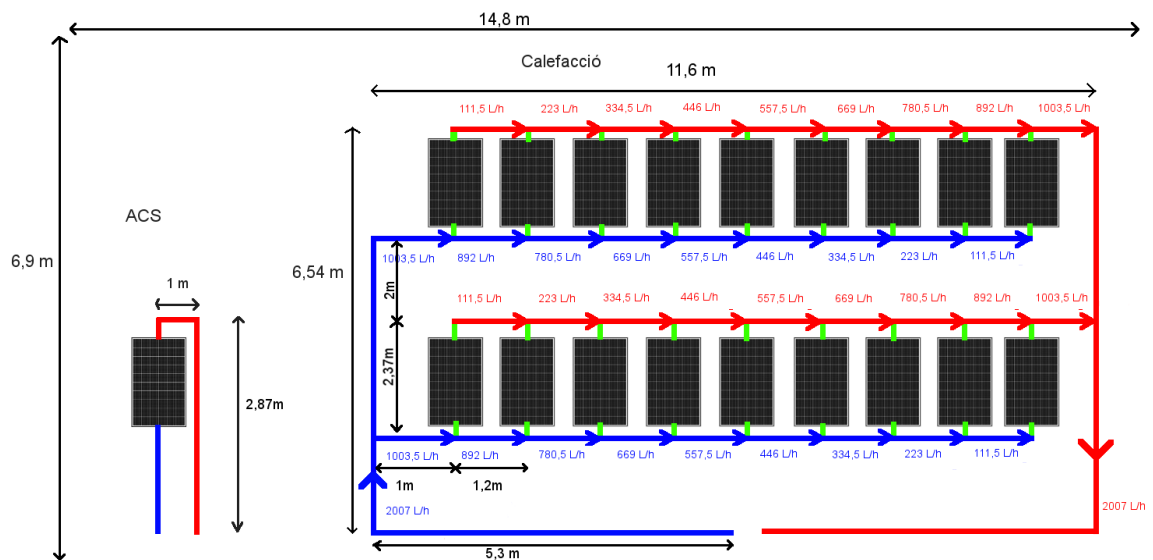 14,8 m
Calefacció
11,6 m
111,5 L/h 223 L/h 334,5 L/h 446 L/h 557,5 L/h 669 L/h 780,5 L/h 892 L/h 1003,5 L/h
ACS
1003,5 L/h 892 L/h 780,5 L/h 669 L/h 557,5 L/h 446 L/h 334,5 L/h 223 L/h 111,5 L/h
6,9 m
6,54 m
2m
1 m
111,5 L/h 223 L/h 334,5 L/h 446 L/h 557,5 L/h 669 L/h 780,5 L/h 892 L/h 1003,5 L/h
2,37m
2,87m
1003,5 L/h 892 L/h 780,5 L/h 669 L/h 557,5 L/h 446 L/h 334,5 L/h 223 L/h 111,5 L/h
1m 1,2m
2007 L/h
2007 L/h
5,3 m